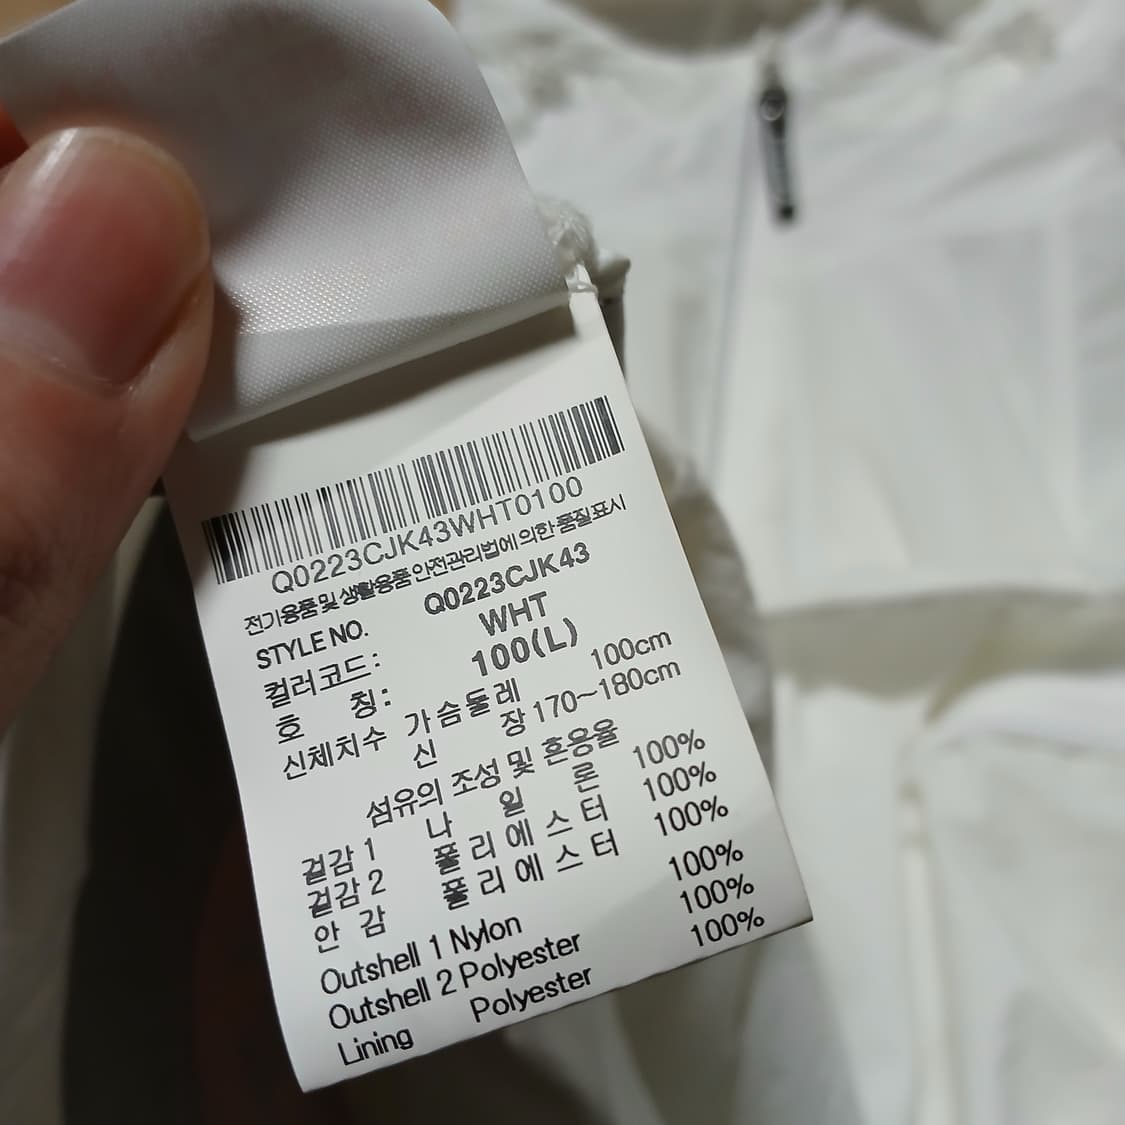 Q0223CJK43WHT0100
전기용품 및 생활용품 안전관리법에 의한 품질표시
STYLE NO. Q0223CJK43
컬러코드: WHT
호 칭: 100(L)
신체치수 가슴둘레 100cm
신 장 170~180cm
섬유의 조성 및 혼용율
겉감 1 나 일 론 100%
겉감 2 폴 리 에 스 터 100%
안 감 폴 리 에 스 터 100%
Outshell 1 Nylon 100%
Outshell 2 Polyester 100%
Lining Polyester 100%